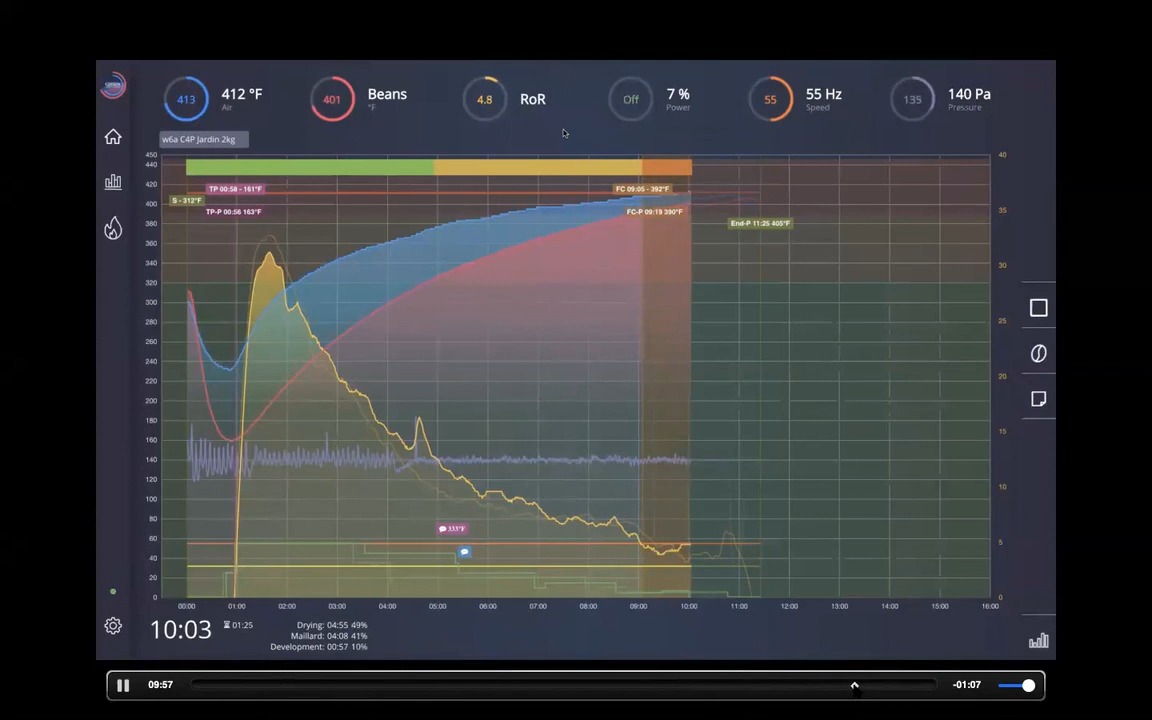 413
412 °F
Air
401
Beans
°F
4.8
RoR
Off
7 %
Power
55
55 Hz
Speed
135
140 Pa
Pressure
w6a C4P Jardin 2kg
450
440
420
400
380
360
340
320
300
280
260
240
220
200
180
160
140
120
100
80
60
40
20
0
40
35
30
25
20
15
10
5
0
TP 00:58 - 161°F
S - 312°F
TP-P 00:56 163°F
FC 09:05 - 392°F
FC-P 09:19 390°F
End-P 11:25 405°F
333°F
00:00 01:00 02:00 03:00 04:00 05:00 06:00 07:00 08:00 09:00 10:00 11:00 12:00 13:00 14:00 15:00 16:00
10:03
01:25
Drying: 04:55 49%
Maillard: 04:08 41%
Development: 00:57 10%
09:57
-01:07